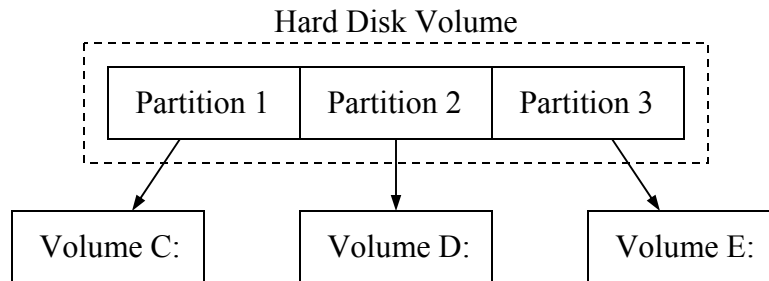 Hard Disk Volume
Partition 1 Partition 2 Partition 3
Volume C: Volume D: Volume E: